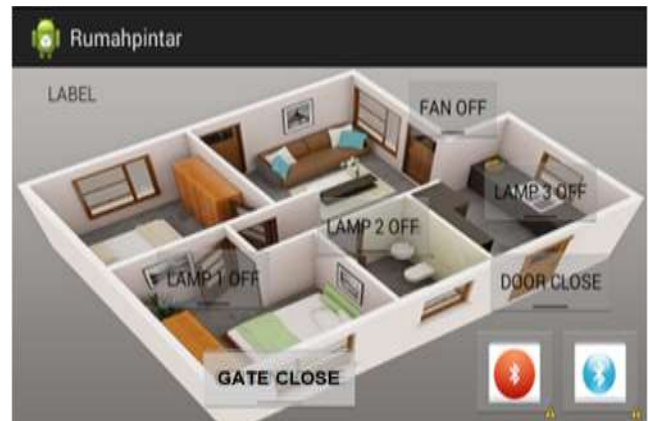 Rumahpintar
LABEL
FAN OFF
LAMP 3 OFF
LAMP 2 OFF
LAMP 1 OFF
DOOR CLOSE
GATE CLOSE